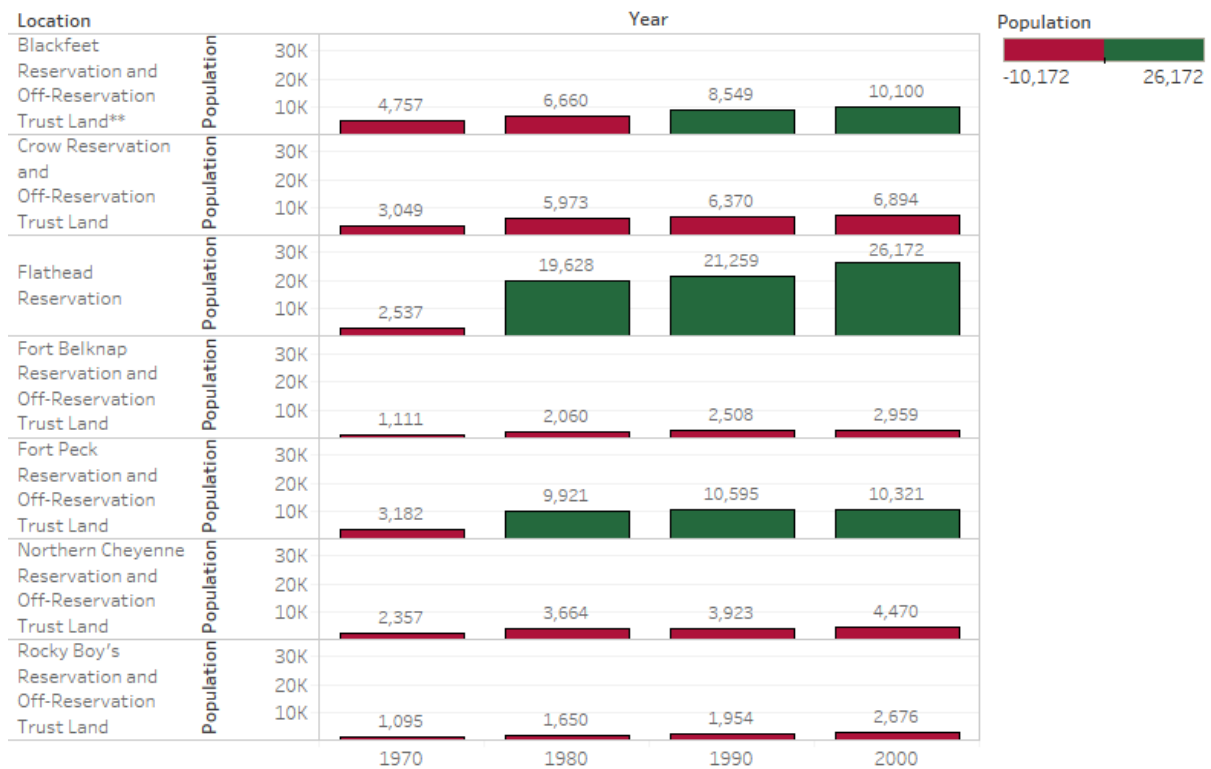 Location
Year
Population
-10,172 26,172
Blackfeet
Reservation and
Off-Reservation
Trust Land**
Population
30K
20K
10K
4,757 6,660 8,549 10,100
Crow Reservation
and
Off-Reservation
Trust Land
Population
30K
20K
10K
3,049 5,973 6,370 6,894
Flathead
Reservation
Population
30K
20K
10K
2,537 19,628 21,259 26,172
Fort Belknap
Reservation and
Off-Reservation
Trust Land
Population
30K
20K
10K
1,111 2,060 2,508 2,959
Fort Peck
Reservation and
Off-Reservation
Trust Land
Population
30K
20K
10K
3,182 9,921 10,595 10,321
Northern Cheyenne
Reservation and
Off-Reservation
Trust Land
Population
30K
20K
10K
2,357 3,664 3,923 4,470
Rocky Boy's
Reservation and
Off-Reservation
Trust Land
Population
30K
20K
10K
1,095 1,650 1,954 2,676
1970 1980 1990 2000